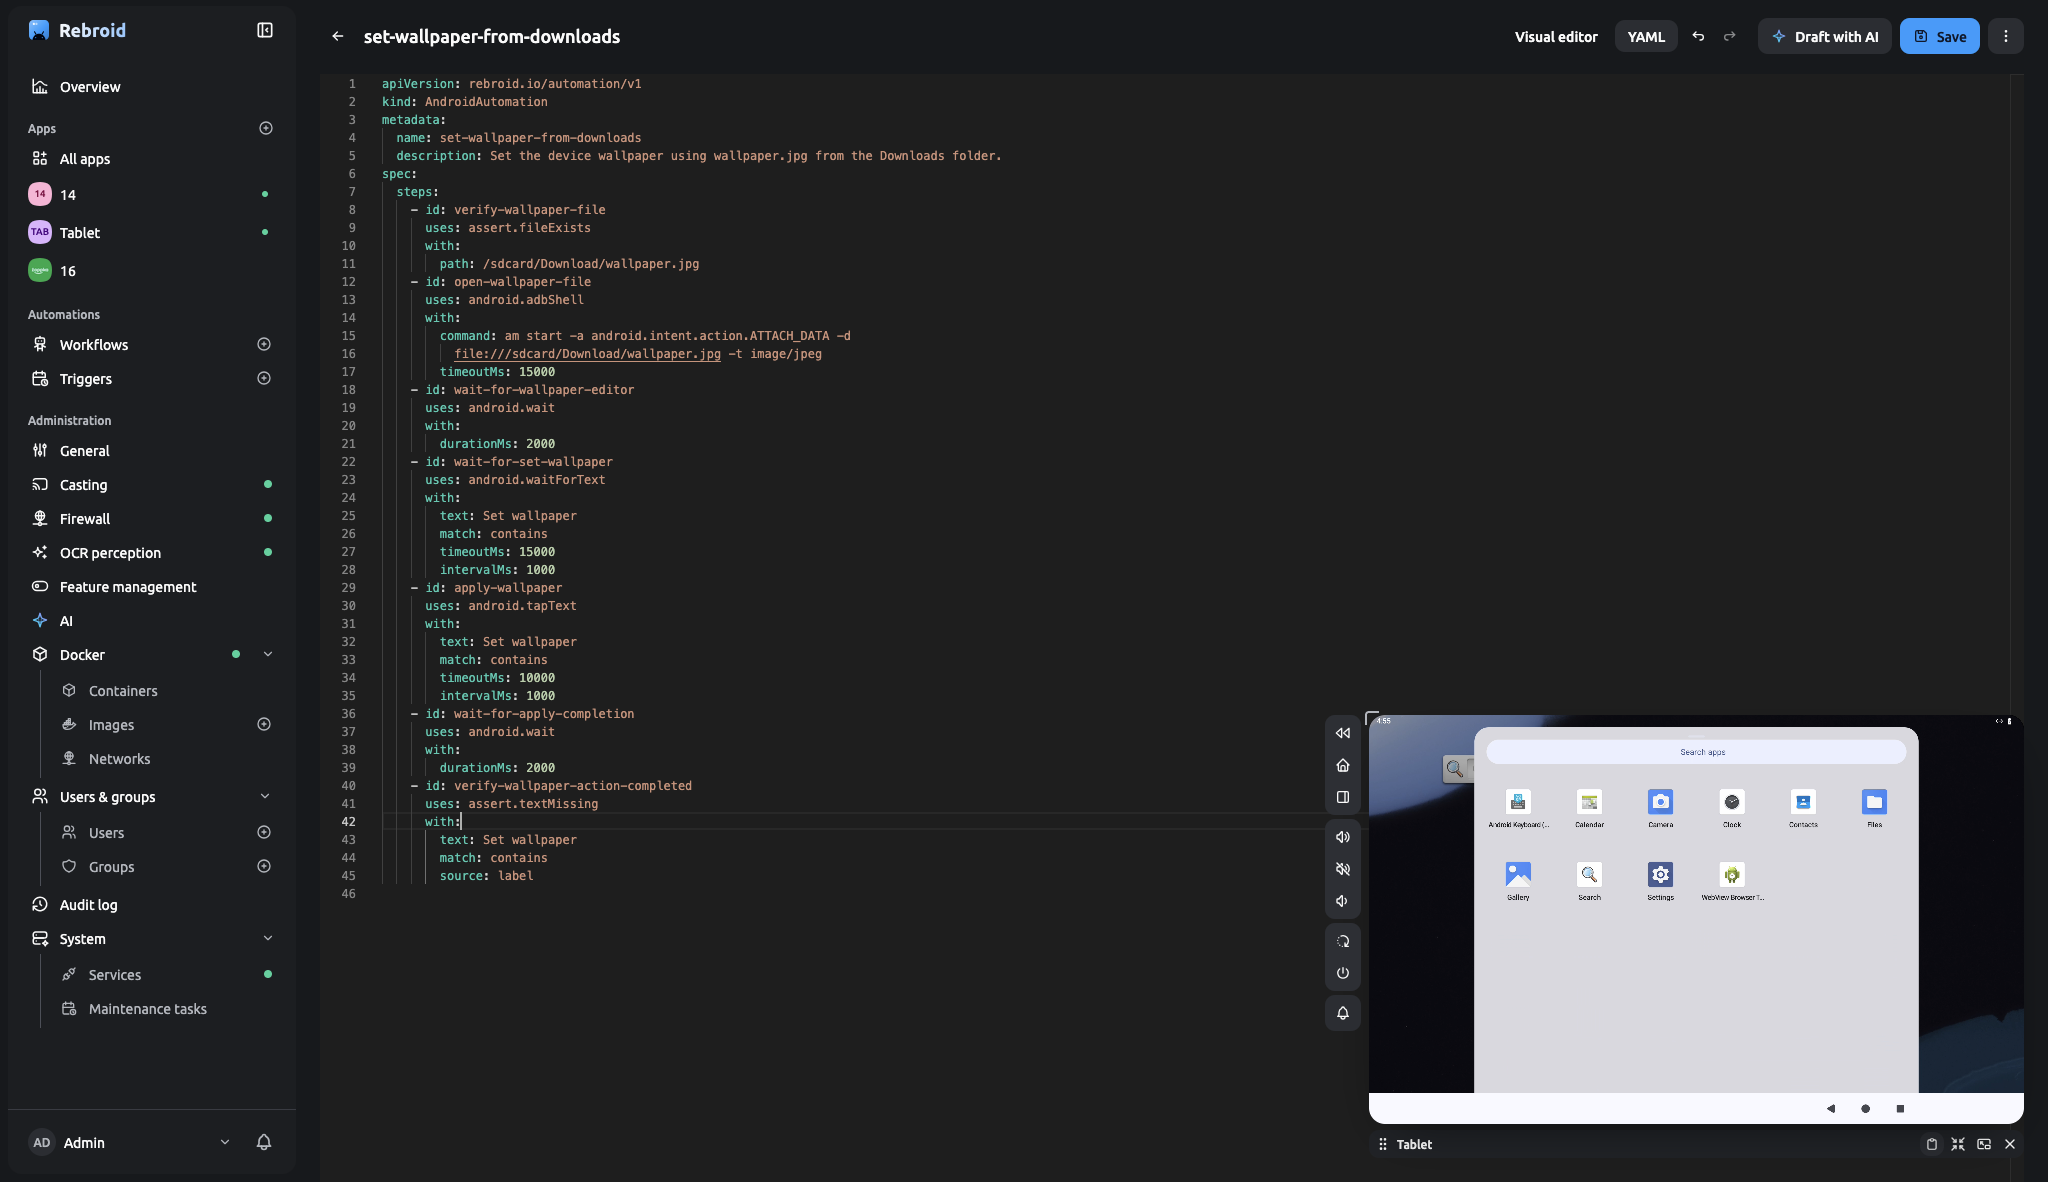 Rebroid
Overview
Apps
All apps
14 14
TAB Tablet
16
Automations
Workflows
Triggers
Administration
General
Casting
Firewall
OCR perception
Feature management
AI
Docker
Containers
Images
Networks
Users & groups
Users
Groups
Audit log
System
Services
Maintenance tasks
AD Admin
set-wallpaper-from-downloads
Visual editor YAML Draft with AI Save
1 apiVersion: rebroid.io/automation/v1
2 kind: AndroidAutomation
3 metadata:
4 name: set-wallpaper-from-downloads
5 description: Set the device wallpaper using wallpaper.jpg from the Downloads folder.
6 spec:
7 steps:
8 - id: verify-wallpaper-file
9 uses: assert.fileExists
10 with:
11 path: /sdcard/Download/wallpaper.jpg
12 - id: open-wallpaper-file
13 uses: android.adbShell
14 with:
15 command: am start -a android.intent.action.ATTACH_DATA -d
16 file:///sdcard/Download/wallpaper.jpg -t image/jpeg
17 timeoutMs: 15000
18 - id: wait-for-wallpaper-editor
19 uses: android.wait
20 with:
21 durationMs: 2000
22 - id: wait-for-set-wallpaper
23 uses: android.waitForText
24 with:
25 text: Set wallpaper
26 match: contains
27 timeoutMs: 15000
28 intervalMs: 1000
29 - id: apply-wallpaper
30 uses: android.tapText
31 with:
32 text: Set wallpaper
33 match: contains
34 timeoutMs: 10000
35 intervalMs: 1000
36 - id: wait-for-apply-completion
37 uses: android.wait
38 with:
39 durationMs: 2000
40 - id: verify-wallpaper-action-completed
41 uses: assert.textMissing
42 with:
43 text: Set wallpaper
44 match: contains
45 source: label
46
4:55
Search apps
Android Keyboard (... Calendar Camera Clock Contacts Files
Gallery Search Settings WebView Browser T...
Tablet